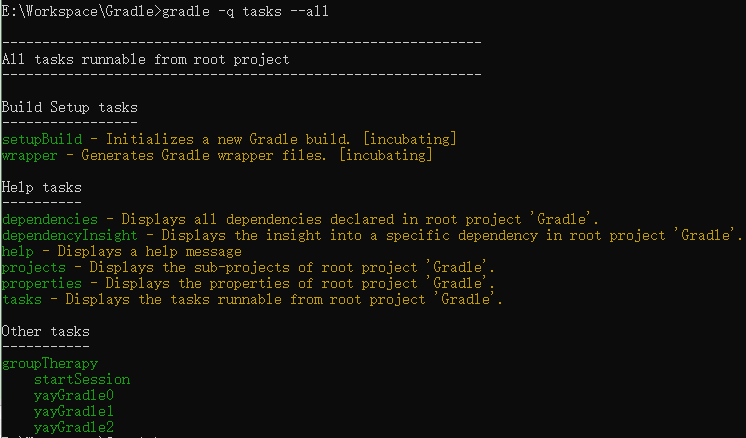 E:\Workspace\Gradle>gradle -q tasks --all
------------------------------------------------------------
All tasks runnable from root project
------------------------------------------------------------
Build Setup tasks
-----------------
setupBuild - Initializes a new Gradle build. [incubating]
wrapper - Generates Gradle wrapper files. [incubating]
Help tasks
----------
dependencies - Displays all dependencies declared in root project 'Gradle'.
dependencyInsight - Displays the insight into a specific dependency in root project 'Gradle'.
help - Displays a help message
projects - Displays the sub-projects of root project 'Gradle'.
properties - Displays the properties of root project 'Gradle'.
tasks - Displays the tasks runnable from root project 'Gradle'.
Other tasks
-----------
groupTherapy
    startSession
    yayGradle0
    yayGradle1
    yayGradle2